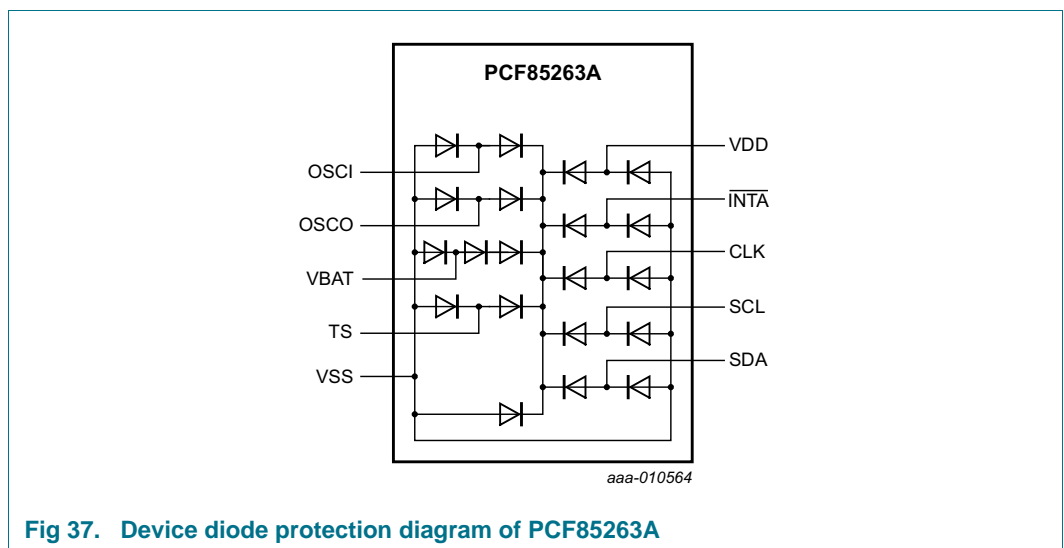 PCF85263A
OSCI
OSCO
VBAT
TS
VSS
VDD
INTA
CLK
SCL
SDA
aaa-010564
Fig 37. Device diode protection diagram of PCF85263A